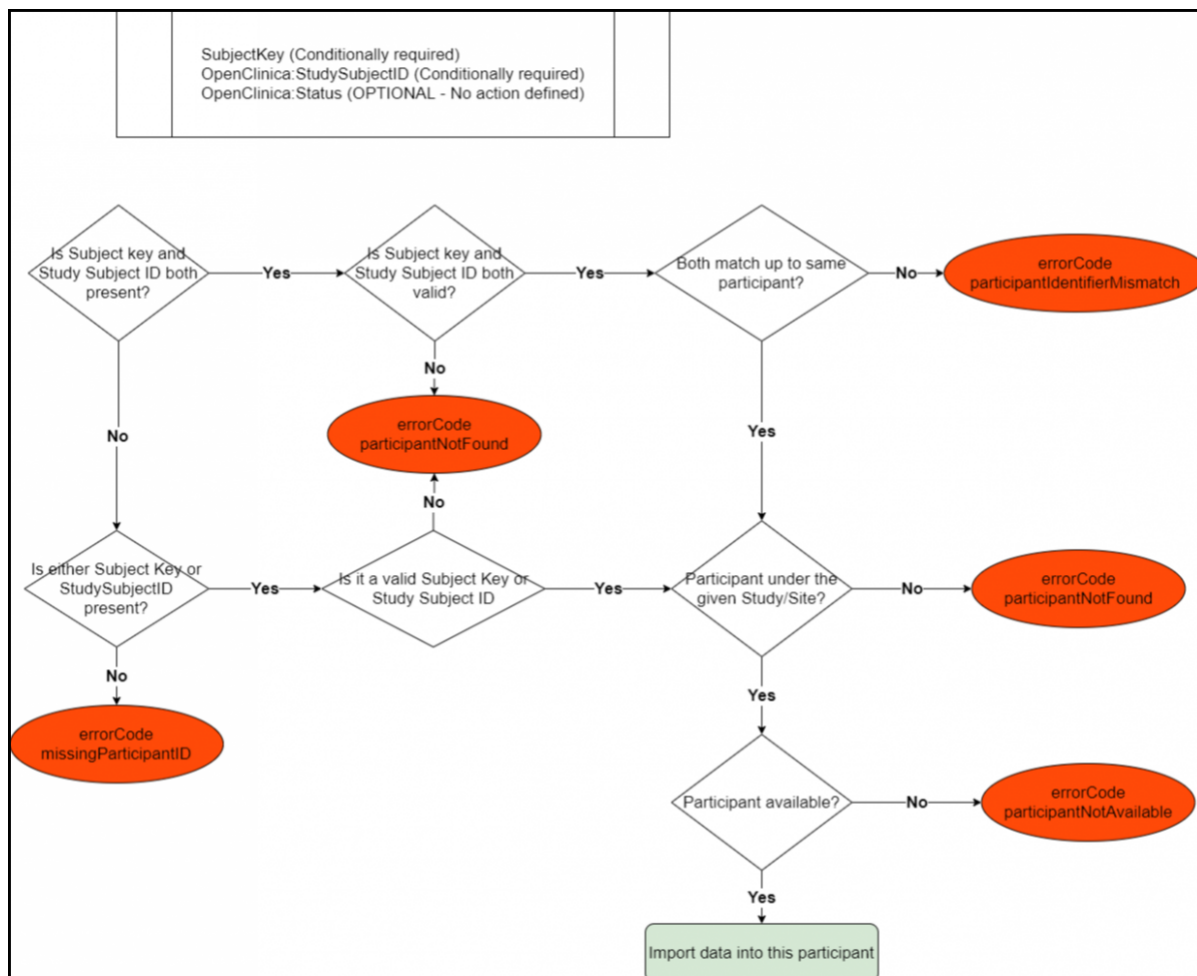 SubjectKey (Conditionally required)
OpenClinica:StudySubjectID (Conditionally required)
OpenClinica:Status (OPTIONAL - No action defined)
Is Subject key and
Study Subject ID both
present?
Yes
Is Subject key and
Study Subject ID both
valid?
Yes
Both match up to same
participant?
No
errorCode
participantIdentifierMismatch
No
errorCode
participantNotFound
No
Yes
No
Is either Subject Key or
StudySubjectID
present?
Yes
Is it a valid Subject Key or
Study Subject ID
Yes
Participant under the
given Study/Site?
No
errorCode
participantNotFound
No
errorCode
missingParticipantID
Yes
Participant available?
No
errorCode
participantNotAvailable
Yes
Import data into this participant